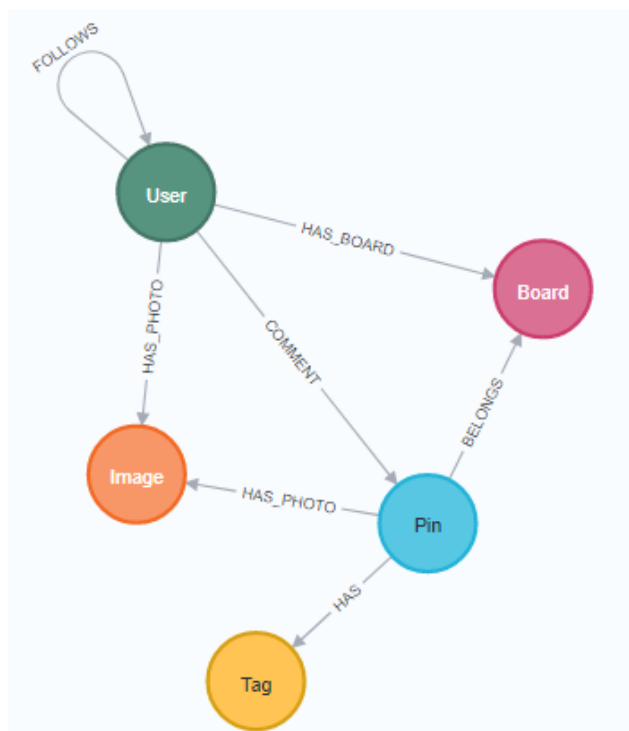 FOLLOWS
User
HAS_BOARD
Board
HAS_PHOTO
COMMENT
BELONGS
Image
HAS_PHOTO
Pin
HAS
Tag